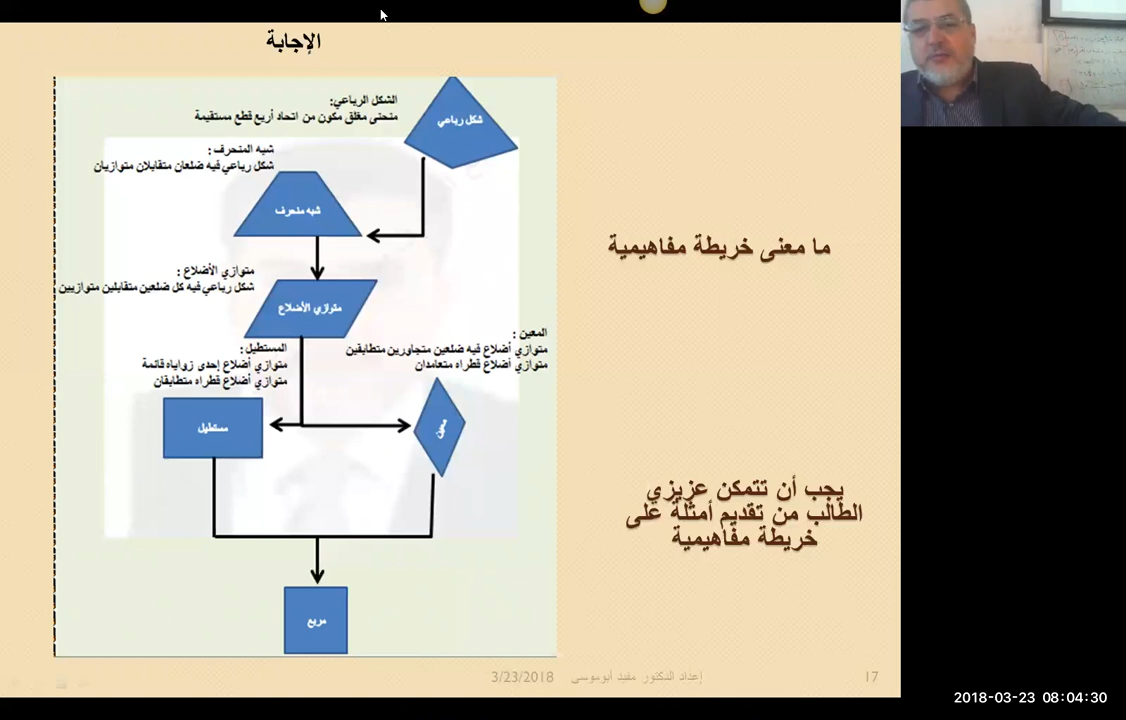 الإجابة
الشكل الرباعي:
منحنى مغلق مكون من اتحاد أربع قطع مستقيمة
شكل رباعي
شبه المنحرف :
شكل رباعي فيه ضلعان متقابلان متوازيان
شبه منحرف
متوازي الأضلاع :
شكل رباعي فيه كل ضلعين متقابلين متوازيين
متوازي الأضلاع
المعين :
متوازي أضلاع فيه ضلعين متجاورين متطابقين
متوازي أضلاع قطراه متعامدان
المستطيل :
متوازي أضلاع إحدى زواياه قائمة
متوازي أضلاع قطراه متطابقان
معين
مستطيل
مربع
ما معنى خريطة مفاهيمية
يجب أن تتمكن عزيزي
الطالب من تقديم أمثلة على
خريطة مفاهيمية
3/23/2018
إعداد الدكتور مفيد أبوموسى
17
2018-03-23 08:04:30